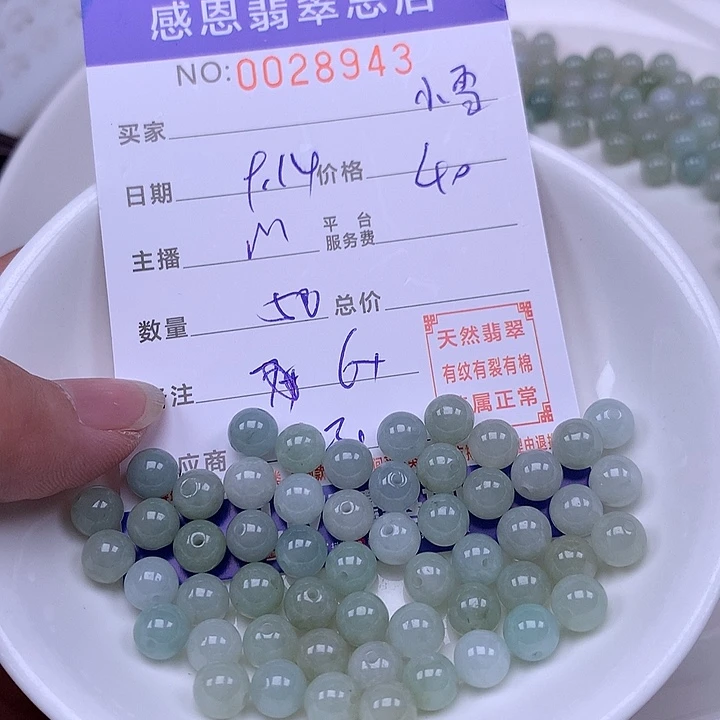 感恩翡翠总店
NO:0028943
买家 小雪
日期 9.14 价格 40
主播 M 平台服务费
数量 50 总价
注 6+
应商
天然翡翠
有纹有裂有棉
属正常